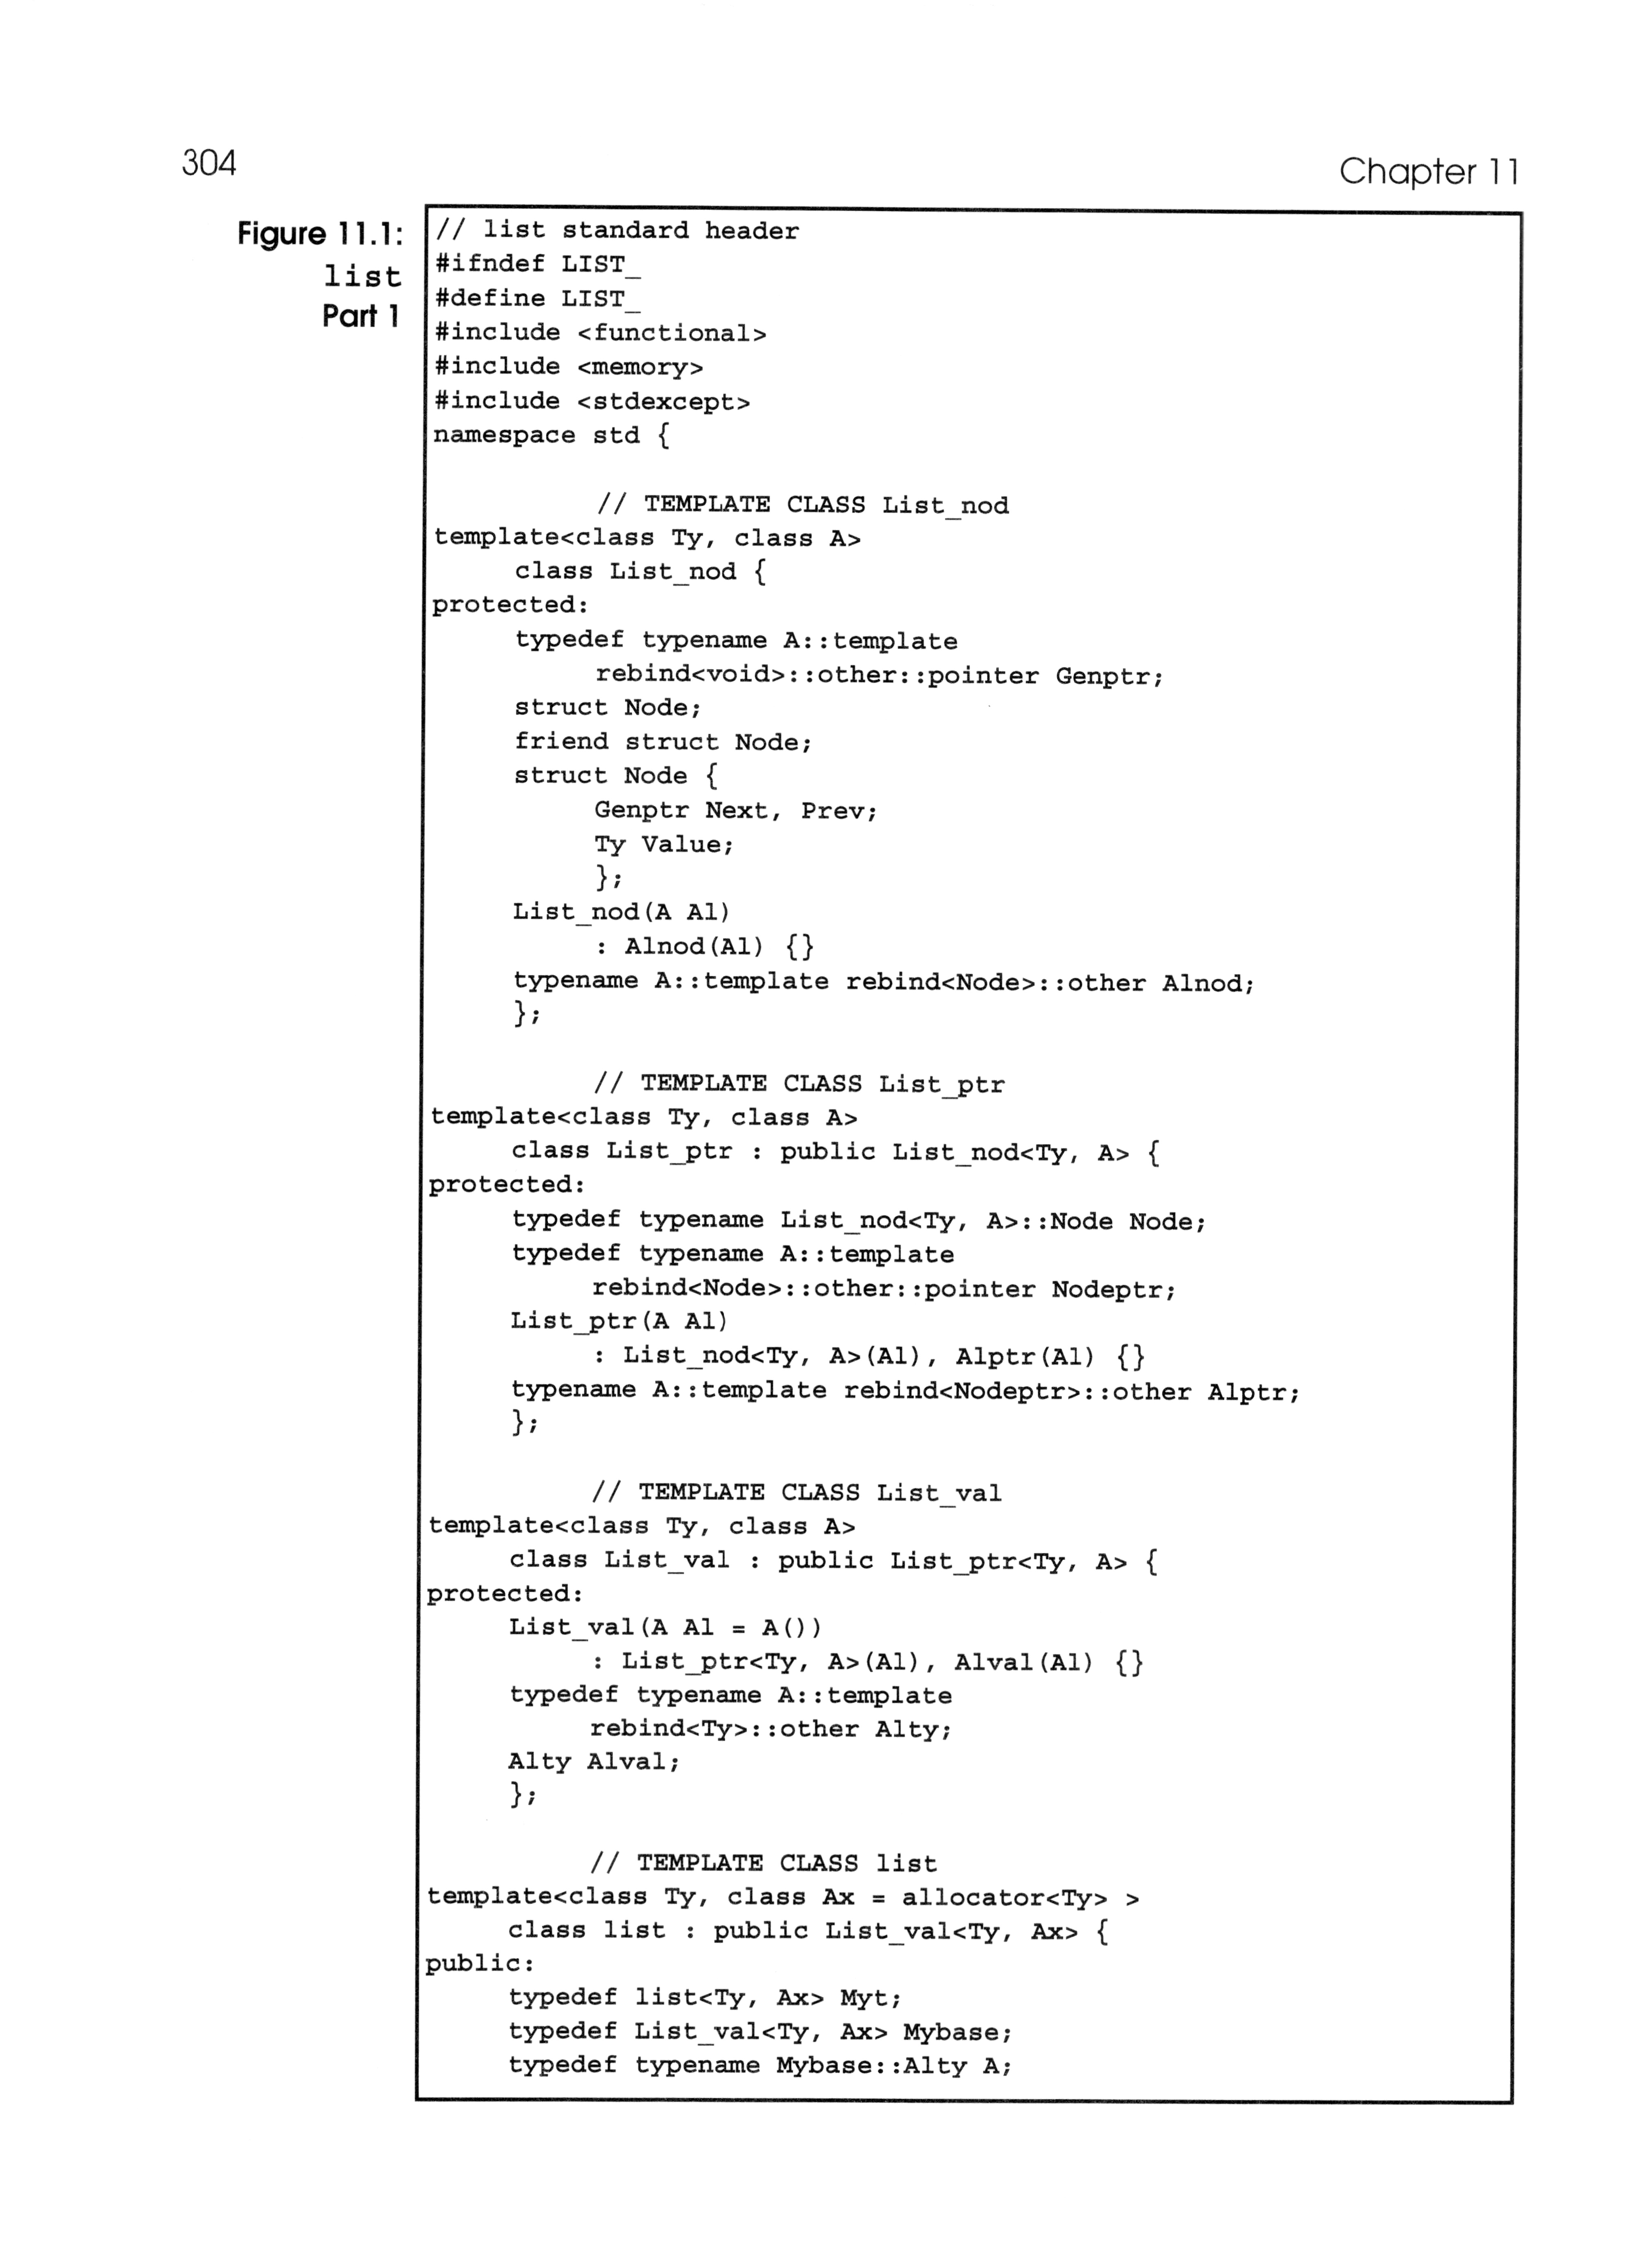 304
Chapter 11
Figure 11.1:
list
Part 1
// list standard header
#ifndef LIST_
#define LIST_
#include <functional>
#include <memory>
#include <stdexcept>
namespace std {
// TEMPLATE CLASS List_nod
template<class Ty, class A>
class List_nod {
protected:
typedef typename A::template
rebind<void>::other::pointer Genptr;
struct Node;
friend struct Node;
struct Node {
Genptr Next, Prev;
Ty Value;
};
List_nod(A Al)
: Alnod(Al) {}
typename A::template rebind<Node>::other Alnod;
};
// TEMPLATE CLASS List_ptr
template<class Ty, class A>
class List_ptr : public List_nod<Ty, A> {
protected:
typedef typename List_nod<Ty, A>::Node Node;
typedef typename A::template
rebind<Node>::other::pointer Nodeptr;
List_ptr(A Al)
: List_nod<Ty, A>(Al), Alptr(Al) {}
typename A::template rebind<Nodeptr>::other Alptr;
};
// TEMPLATE CLASS List_val
template<class Ty, class A>
class List_val : public List_ptr<Ty, A> {
protected:
List_val(A Al = A())
: List_ptr<Ty, A>(Al), Alval(Al) {}
typedef typename A::template
rebind<Ty>::other Alty;
Alty Alval;
};
// TEMPLATE CLASS list
template<class Ty, class Ax = allocator<Ty> >
class list : public List_val<Ty, Ax> {
public:
typedef list<Ty, Ax> Myt;
typedef List_val<Ty, Ax> Mybase;
typedef typename Mybase::Alty A;